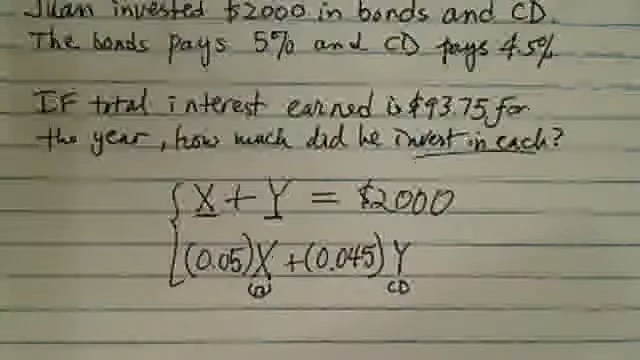 Juan invested $2000 in bonds and CD.
The bonds pays 5% and CD pays 4.5%
IF total interest earned is $93.75 for
the year, how much did he invest in each?
X + Y = $2000
(0.05)X + (0.045) Y
(B) CD